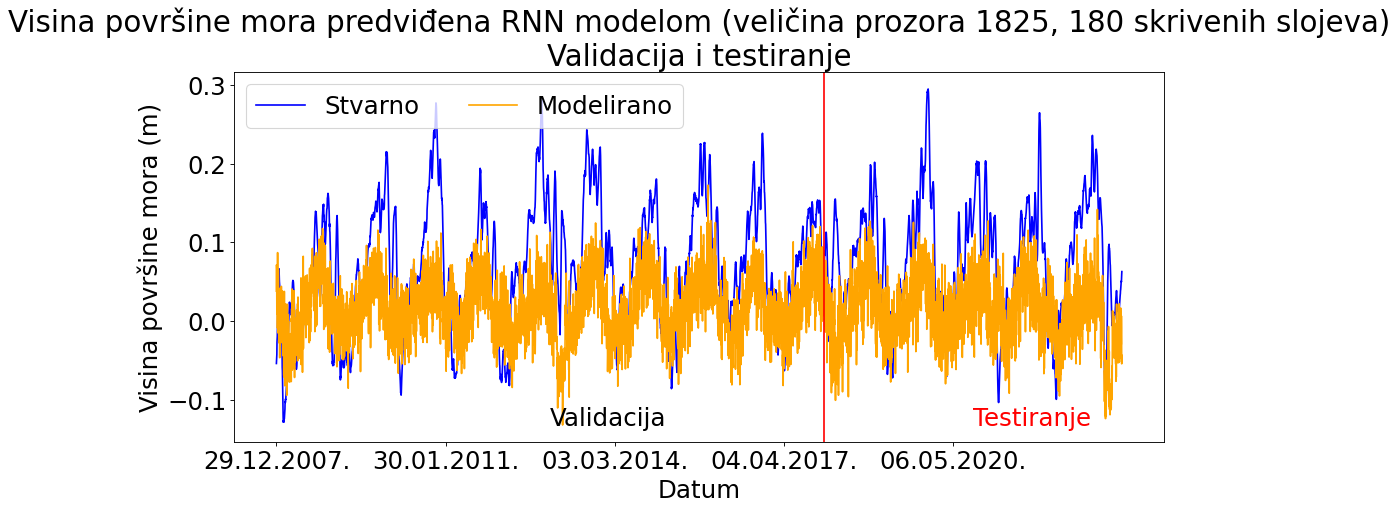 Visina površine mora predviđena RNN modelom (veličina prozora 1825, 180 skrivenih slojeva)
Validacija i testiranje
Stvarno
Modelirano
Visina površine mora (m)
0.3
0.2
0.1
0.0
−0.1
Validacija
Testiranje
29.12.2007.
30.01.2011.
03.03.2014.
04.04.2017.
06.05.2020.
Datum